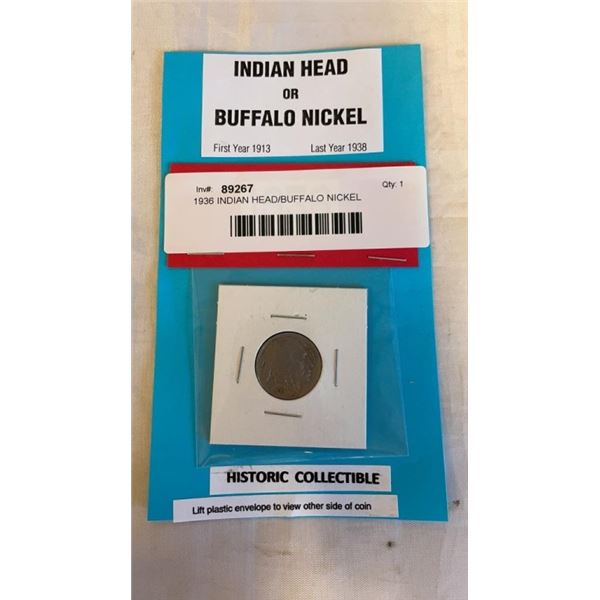 INDIAN HEAD
OR
BUFFALO NICKEL
First Year 1913 Last Year 1938
Inv#: 89267 Qty: 1
1936 INDIAN HEAD/BUFFALO NICKEL
HISTORIC COLLECTIBLE
Lift plastic envelope to view other side of coin